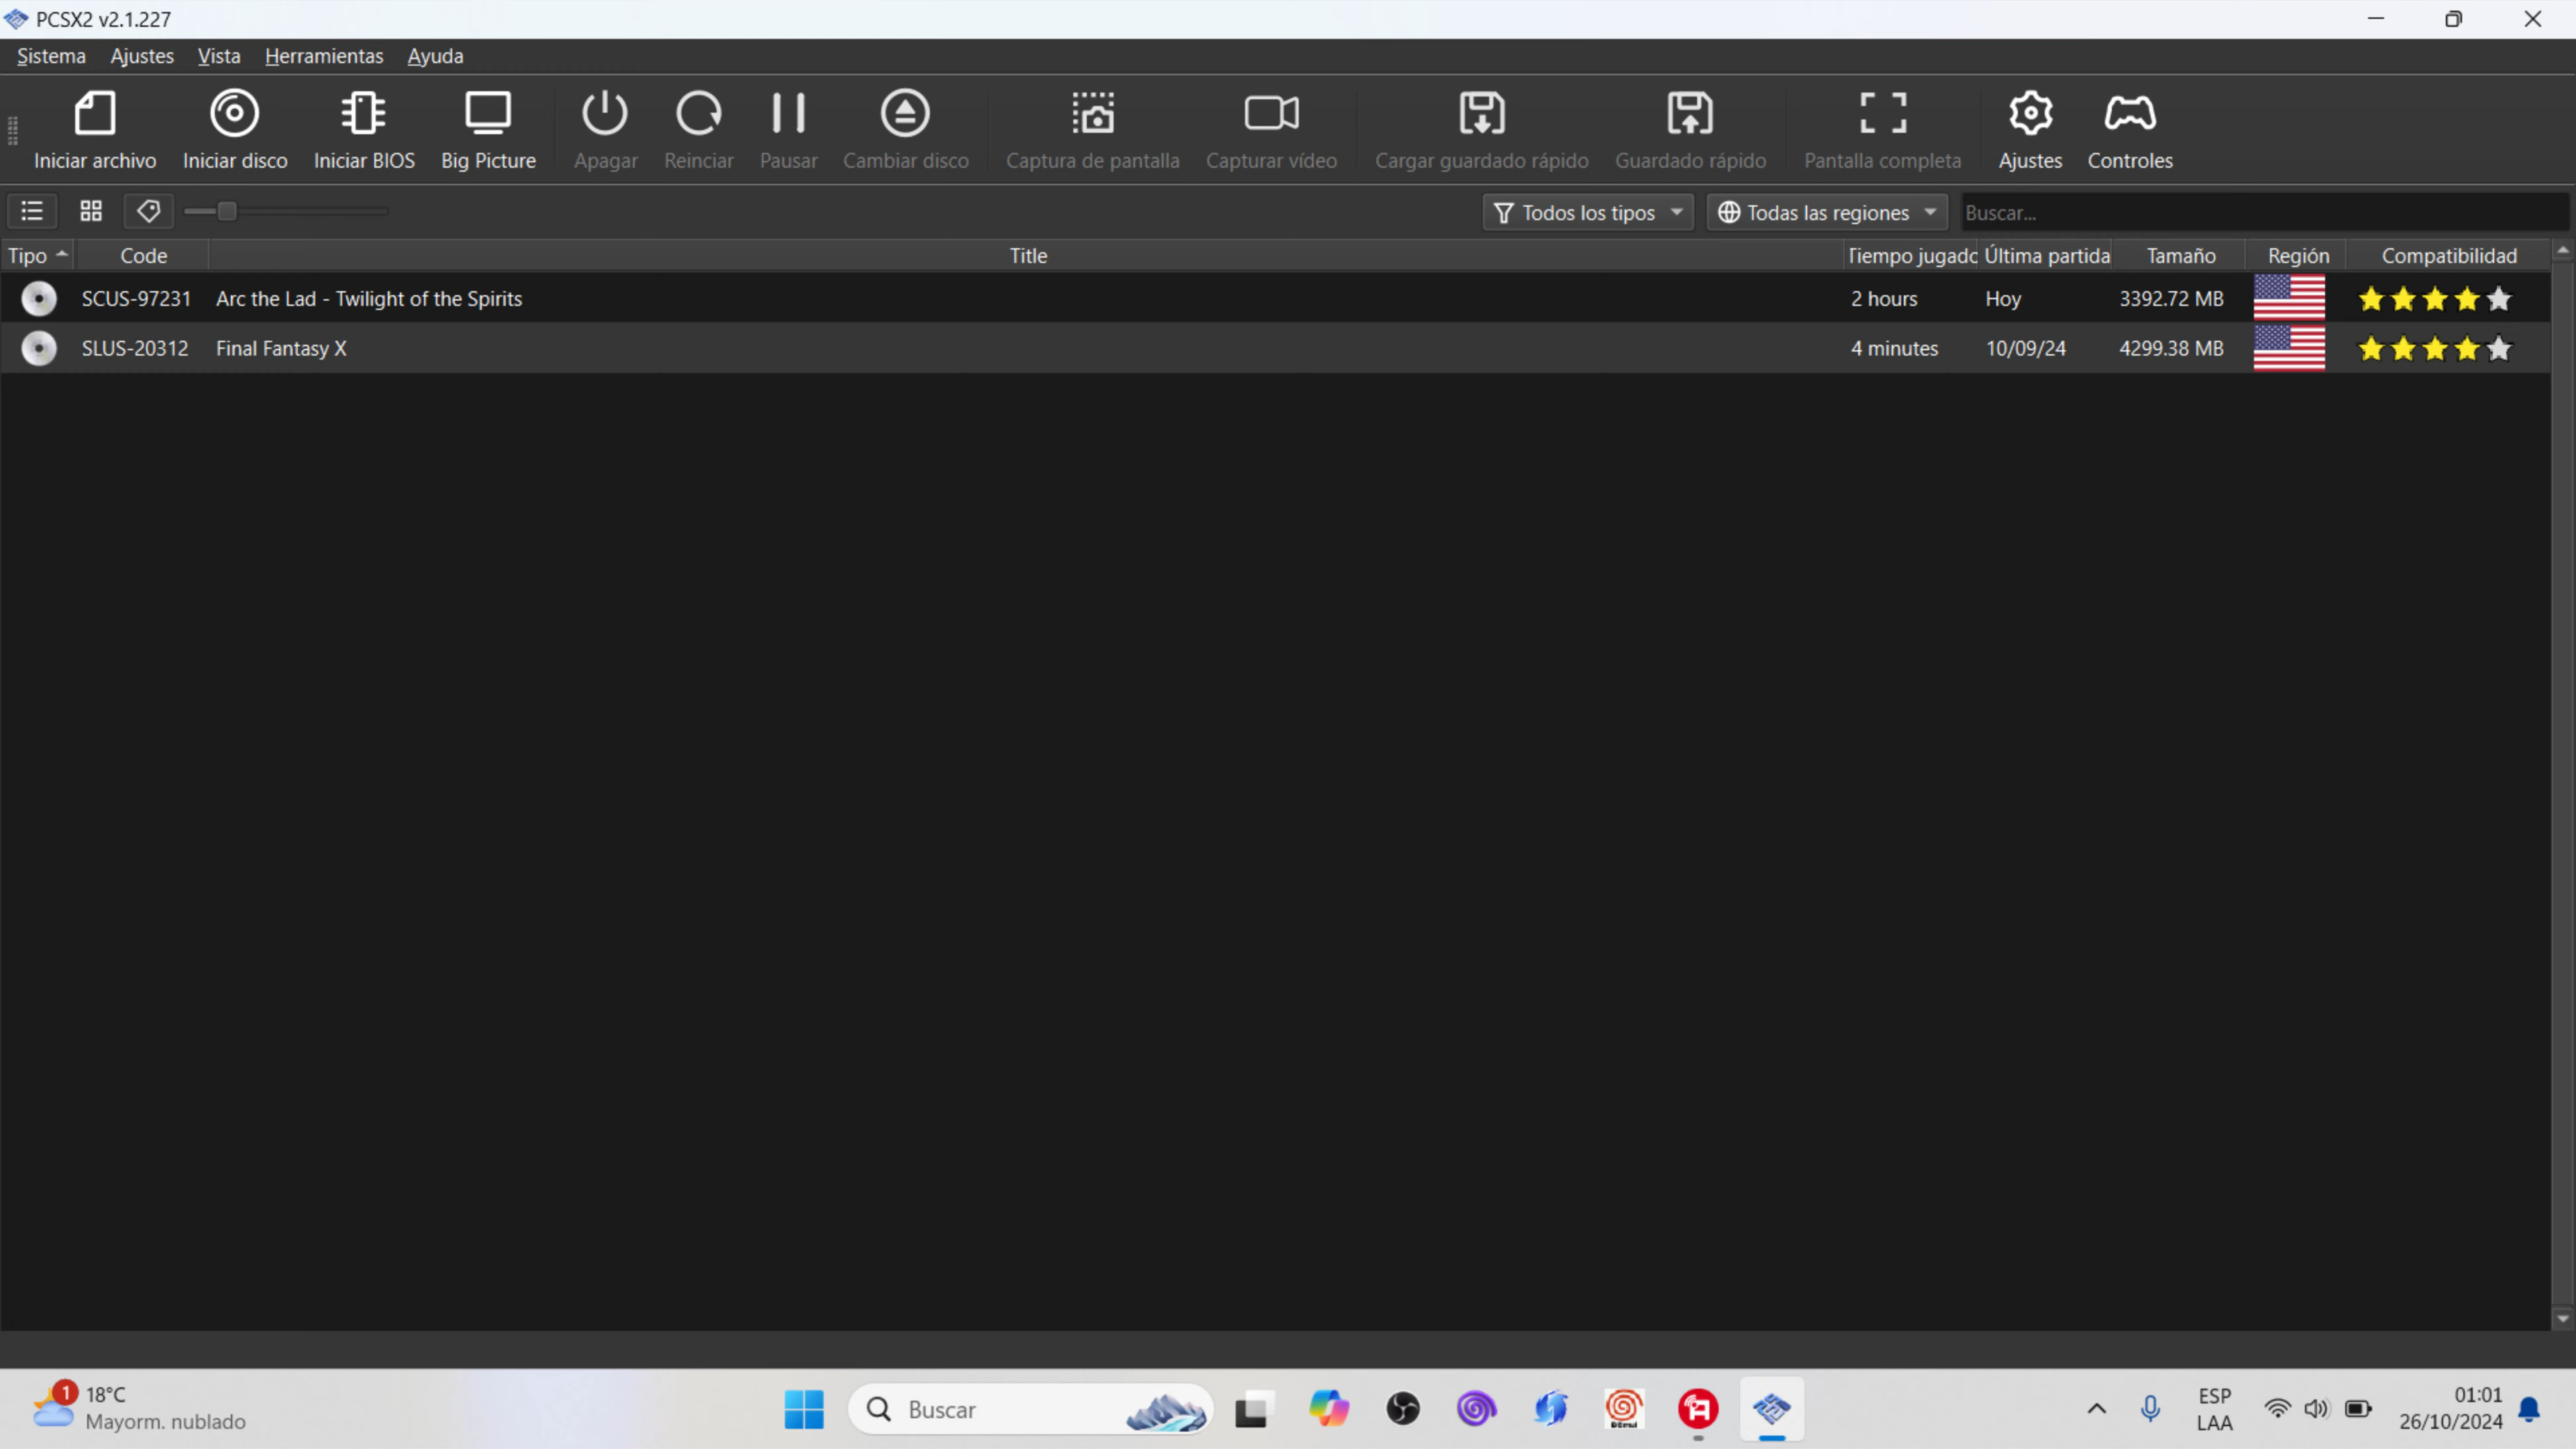 PCSX2 v2.1.227
Sistema Ajustes Vista Herramientas Ayuda
Iniciar archivo Iniciar disco Iniciar BIOS Big Picture Apagar Reiniciar Pausar Cambiar disco Captura de pantalla Capturar vídeo Cargar guardado rápido Guardado rápido Pantalla completa Ajustes Controles
Todos los tipos Todas las regiones Buscar...
Tipo Code Title Tiempo jugado Última partida Tamaño Región Compatibilidad
SCUS-97231 Arc the Lad - Twilight of the Spirits 2 hours Hoy 3392.72 MB
SLUS-20312 Final Fantasy X 4 minutes 10/09/24 4299.38 MB
1 18°C
Mayorm. nublado
Buscar
DEmul
ESP
LAA
01:01
26/10/2024